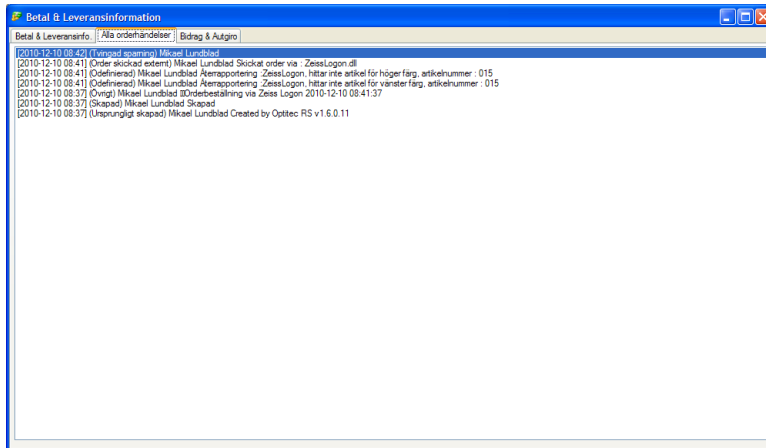 Betal & Leveransinformation
Betal & Leveransinfo. Alla orderhändelser Bidrag & Autgiro
[2010-12-10 08:42] (Tvingad sparning) Mikael Lundblad
[2010-12-10 08:41] (Order skickad externt) Mikael Lundblad Skickat order via : ZeissLogon.dll
[2010-12-10 08:41] (Odefinierad) Mikael Lundblad Återrapportering :ZeissLogon, hittar inte artikel för höger färg, artikelnummer : 015
[2010-12-10 08:41] (Odefinierad) Mikael Lundblad Återrapportering :ZeissLogon, hittar inte artikel för vänster färg, artikelnummer : 015
[2010-12-10 08:37] (Övrigt) Mikael Lundblad Orderbeställning via Zeiss Logon 2010-12-10 08:41:37
[2010-12-10 08:37] (Skapad) Mikael Lundblad Skapad
[2010-12-10 08:37] (Ursprungligt skapad) Mikael Lundblad Created by Optitec RS v1.6.0.11